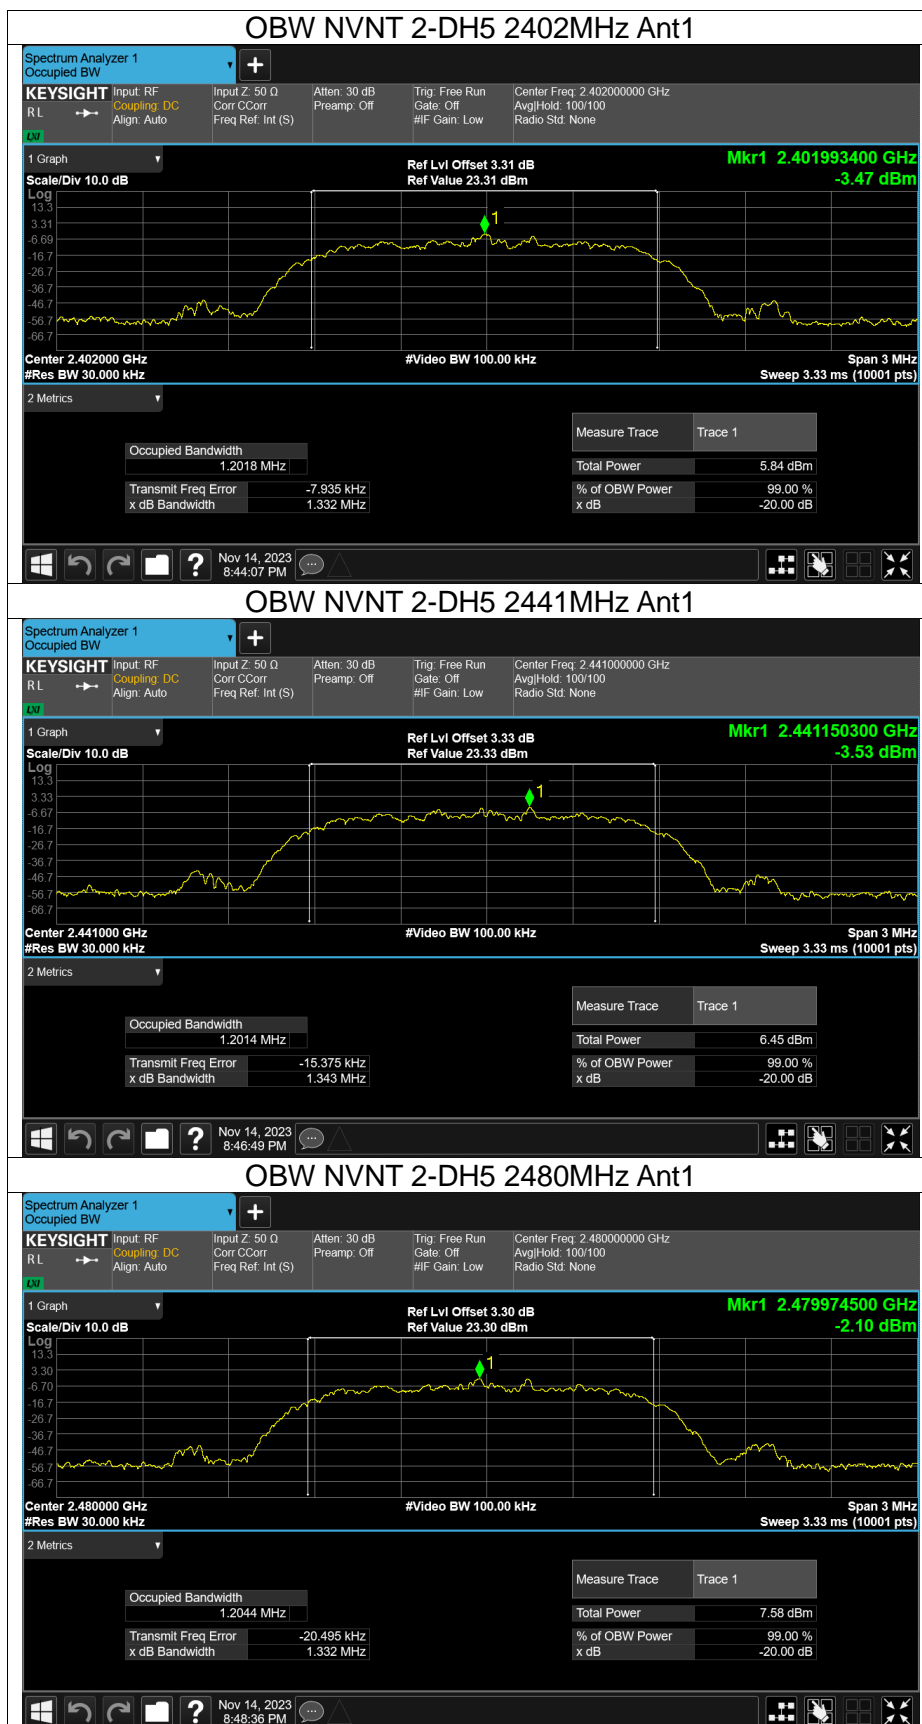 OBW NVNT 2-DH5 2402MHz Ant1
Spectrum Analyzer 1
Occupied BW
KEYSIGHT Input: RF Input Z: 50 Ω Atten: 30 dB Trig: Free Run Center Freq: 2.402000000 GHz
R L Coupling: DC Corr CCorr Preamp: Off Gate: Off Avg|Hold: 100/100
Align: Auto Freq Ref: Int (S) #IF Gain: Low Radio Std: None
LXI
1 Graph Ref Lvl Offset 3.31 dB Mkr1 2.401993400 GHz
Scale/Div 10.0 dB Ref Value 23.31 dBm -3.47 dBm
Log
13.3
1
3.31
-6.69
-16.7
-26.7
-36.7
-46.7
-56.7
-66.7
Center 2.402000 GHz #Video BW 100.00 kHz Span 3 MHz
#Res BW 30.000 kHz Sweep 3.33 ms (10001 pts)
2 Metrics
Measure Trace Trace 1
Occupied Bandwidth
1.2018 MHz Total Power 5.84 dBm
Transmit Freq Error -7.935 kHz % of OBW Power 99.00 %
x dB Bandwidth 1.332 MHz x dB -20.00 dB
? Nov 14, 2023
8:44:07 PM
OBW NVNT 2-DH5 2441MHz Ant1
Spectrum Analyzer 1
Occupied BW
KEYSIGHT Input: RF Input Z: 50 Ω Atten: 30 dB Trig: Free Run Center Freq: 2.441000000 GHz
R L Coupling: DC Corr CCorr Preamp: Off Gate: Off Avg|Hold: 100/100
Align: Auto Freq Ref: Int (S) #IF Gain: Low Radio Std: None
LXI
1 Graph Ref Lvl Offset 3.33 dB Mkr1 2.441150300 GHz
Scale/Div 10.0 dB Ref Value 23.33 dBm -3.53 dBm
Log
13.3
1
3.33
-6.67
-16.7
-26.7
-36.7
-46.7
-56.7
-66.7
Center 2.441000 GHz #Video BW 100.00 kHz Span 3 MHz
#Res BW 30.000 kHz Sweep 3.33 ms (10001 pts)
2 Metrics
Measure Trace Trace 1
Occupied Bandwidth
1.2014 MHz Total Power 6.45 dBm
Transmit Freq Error -15.375 kHz % of OBW Power 99.00 %
x dB Bandwidth 1.343 MHz x dB -20.00 dB
? Nov 14, 2023
8:46:49 PM
OBW NVNT 2-DH5 2480MHz Ant1
Spectrum Analyzer 1
Occupied BW
KEYSIGHT Input: RF Input Z: 50 Ω Atten: 30 dB Trig: Free Run Center Freq: 2.480000000 GHz
R L Coupling: DC Corr CCorr Preamp: Off Gate: Off Avg|Hold: 100/100
Align: Auto Freq Ref: Int (S) #IF Gain: Low Radio Std: None
LXI
1 Graph Ref Lvl Offset 3.30 dB Mkr1 2.479974500 GHz
Scale/Div 10.0 dB Ref Value 23.30 dBm -2.10 dBm
Log
13.3
1
3.30
-6.70
-16.7
-26.7
-36.7
-46.7
-56.7
-66.7
Center 2.480000 GHz #Video BW 100.00 kHz Span 3 MHz
#Res BW 30.000 kHz Sweep 3.33 ms (10001 pts)
2 Metrics
Measure Trace Trace 1
Occupied Bandwidth
1.2044 MHz Total Power 7.58 dBm
Transmit Freq Error -20.495 kHz % of OBW Power 99.00 %
x dB Bandwidth 1.332 MHz x dB -20.00 dB
? Nov 14, 2023
8:48:36 PM